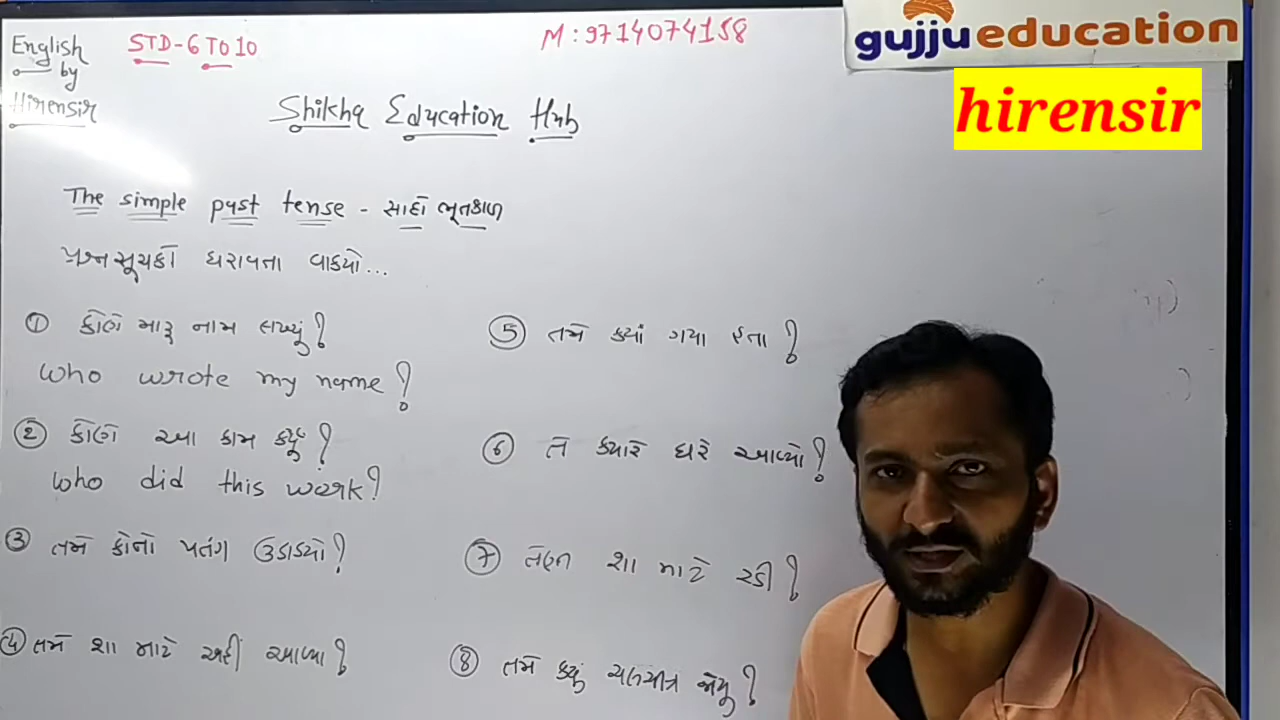 English
by
Hirensir
STD-6 TO 10
M : 9714074158
gujjueducation
hirensir
Shikha Education Hub
The simple past tense - સાદો ભૂતકાળ
પ્રશ્નસૂચકો ધરાવતા વાક્યો...
① કોણે મારૂ નામ લખ્યું?
Who wrote my name?
② કોણે આ કામ કર્યું?
Who did this work?
③ તમે કોનો પતંગ ઉડાડ્યો?
④ તમે શા માટે અહીં આવ્યા?
⑤ તમે ક્યાં ગયા હતા?
⑥ તે ક્યારે ઘરે આવ્યો?
⑦ તેણી શા માટે રડી?
⑧ તમે કયું ચલચીત્ર જોયું?